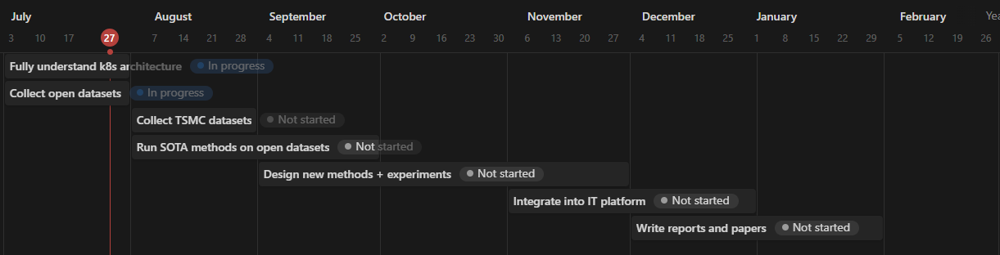 July August September October November December January February Yea
3 10 17 27 7 14 21 28 4 11 18 25 2 9 16 23 30 6 13 20 27 4 11 18 25 1 8 15 22 29 5 12 19 26
Fully understand k8s architecture In progress
Collect open datasets In progress
Collect TSMC datasets Not started
Run SOTA methods on open datasets Not started
Design new methods + experiments Not started
Integrate into IT platform Not started
Write reports and papers Not started